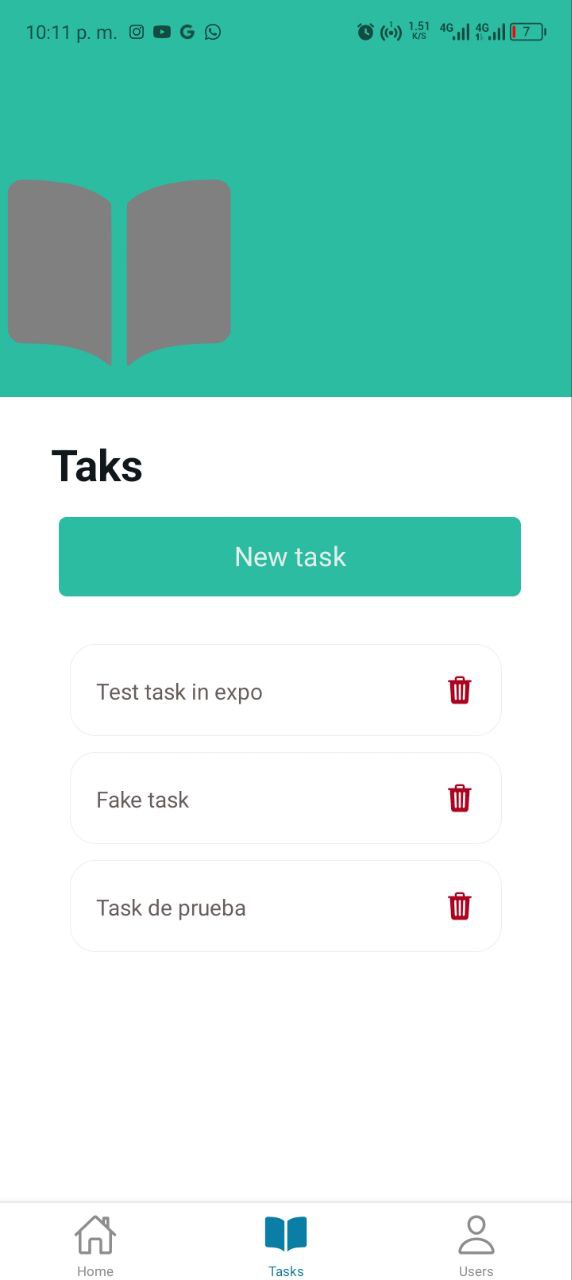 10:11 p. m.
1.51 K/S 4G 4G 7
Taks
New task
Test task in expo
Fake task
Task de prueba
Home Tasks Users